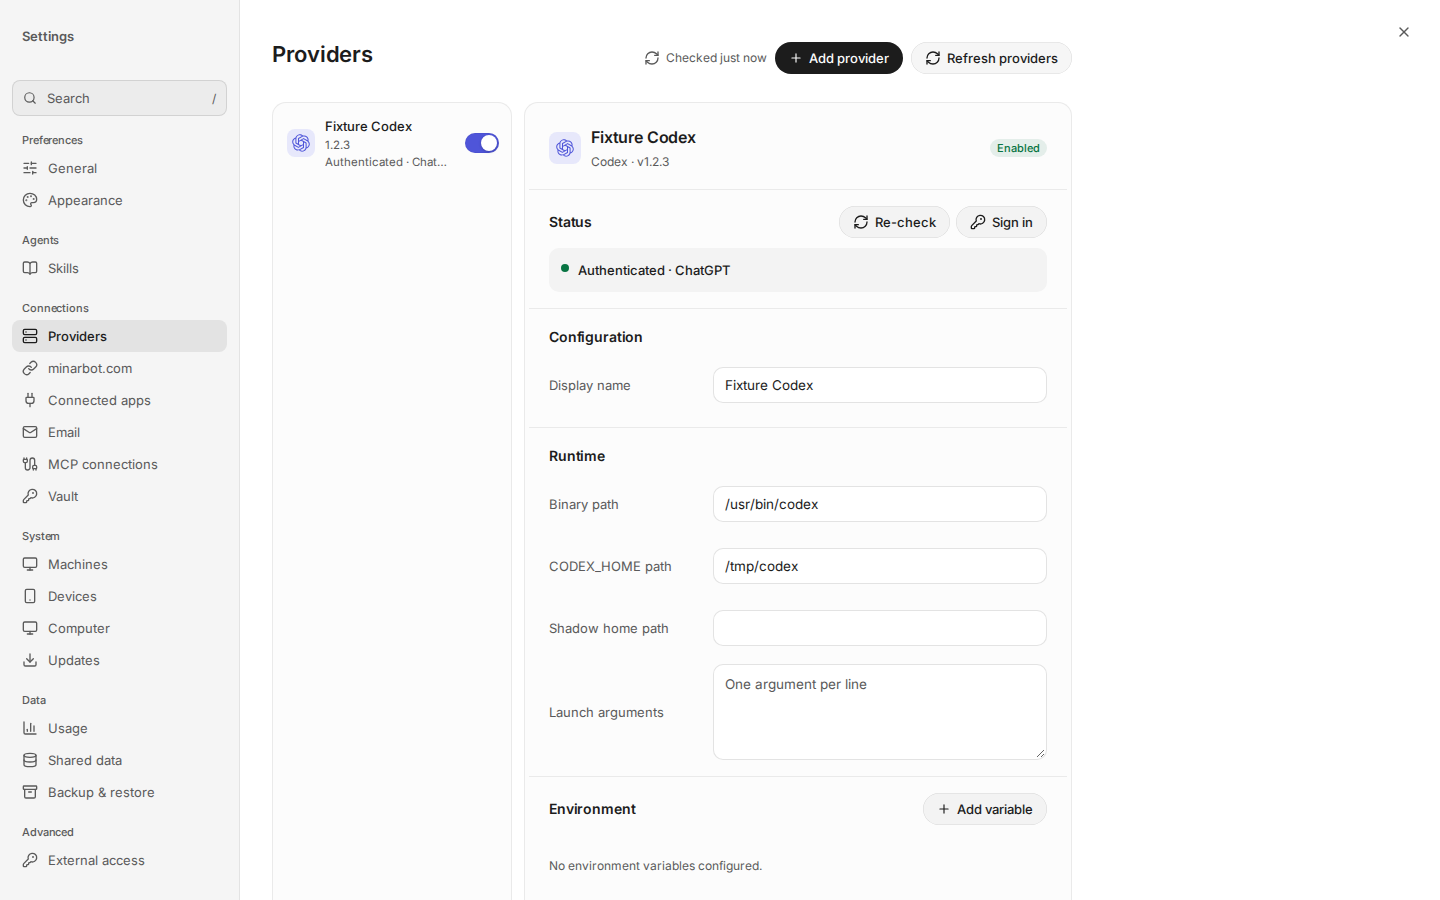 Settings
Search /
Preferences
General
Appearance
Agents
Skills
Connections
Providers
minarbot.com
Connected apps
Email
MCP connections
Vault
System
Machines
Devices
Computer
Updates
Data
Usage
Shared data
Backup & restore
Advanced
External access
Providers
Checked just now
Add provider
Refresh providers
Fixture Codex
1.2.3
Authenticated · Chat...
Fixture Codex
Codex · v1.2.3
Enabled
Status
Re-check
Sign in
Authenticated · ChatGPT
Configuration
Display name
Fixture Codex
Runtime
Binary path
/usr/bin/codex
CODEX_HOME path
/tmp/codex
Shadow home path
Launch arguments
One argument per line
Environment
Add variable
No environment variables configured.